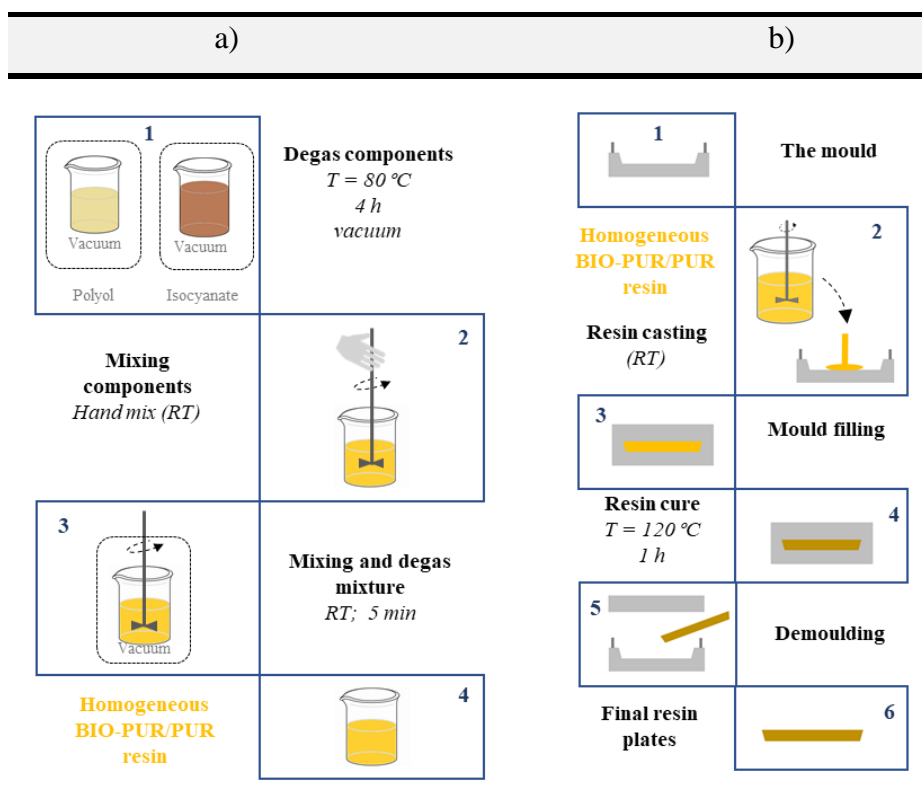 a)
b)
1
Degas components
T = 80 °C
4 h
vacuum
Vacuum
Vacuum
Polyol
Isocyanate
Mixing
components
Hand mix (RT)
2
3
Vacuum
Mixing and degas
mixture
RT; 5 min
Homogeneous
BIO-PUR/PUR
resin
4
1
The mould
Homogeneous
BIO-PUR/PUR
resin
Resin casting
(RT)
2
3
Mould filling
Resin cure
T = 120 °C
1 h
4
5
Demoulding
Final resin
plates
6